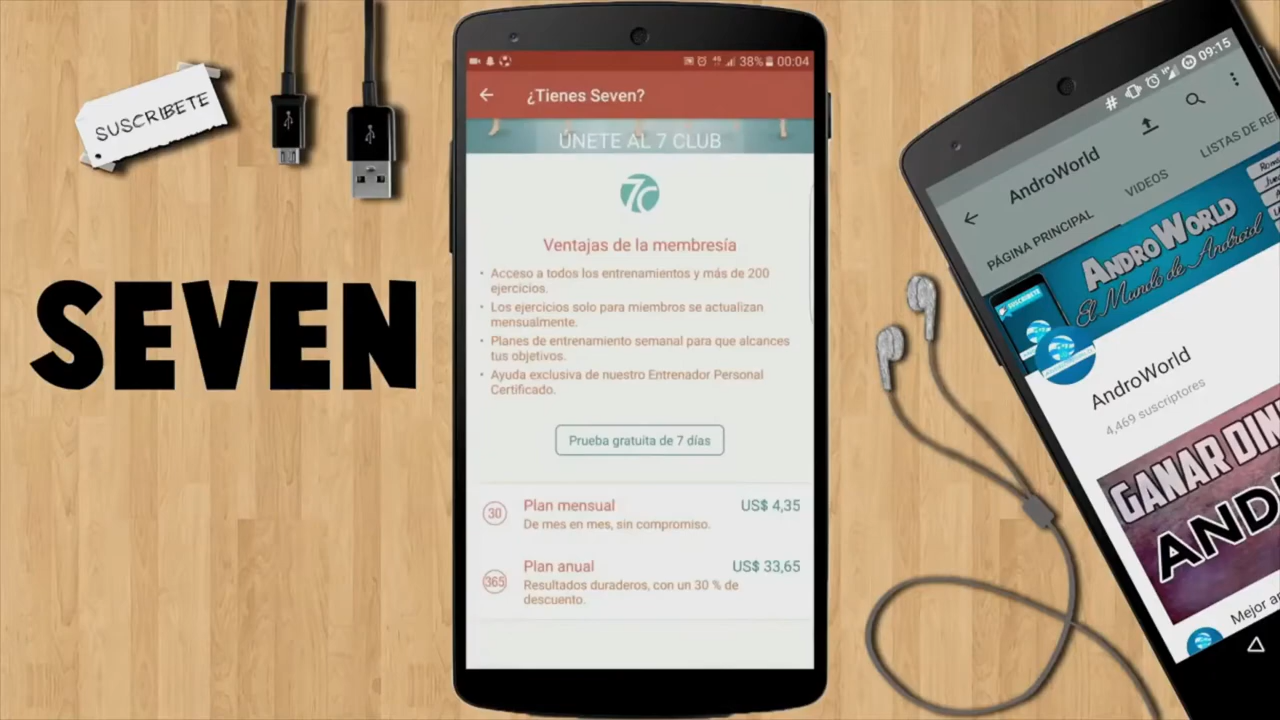 SUSCRIBETE
SEVEN
38% 00:04
¿Tienes Seven?
ÚNETE AL 7 CLUB
7c
Ventajas de la membresía
• Acceso a todos los entrenamientos y más de 200
ejercicios.
• Los ejercicios solo para miembros se actualizan
mensualmente.
• Planes de entrenamiento semanal para que alcances
tus objetivos.
• Ayuda exclusiva de nuestro Entrenador Personal
Certificado.
Prueba gratuita de 7 días
30
Plan mensual
US$ 4,35
De mes en mes, sin compromiso.
365
Plan anual
US$ 33,65
Resultados duraderos, con un 30 % de
descuento.
09:15
AndroWorld
PÁGINA PRINCIPAL VIDEOS LISTAS DE RE
ANDROWORLD
El Mundo de Android
SUSCRIBETE
AndroWorld
4,469 suscriptores
GANAR DIN
AND
Mejor a